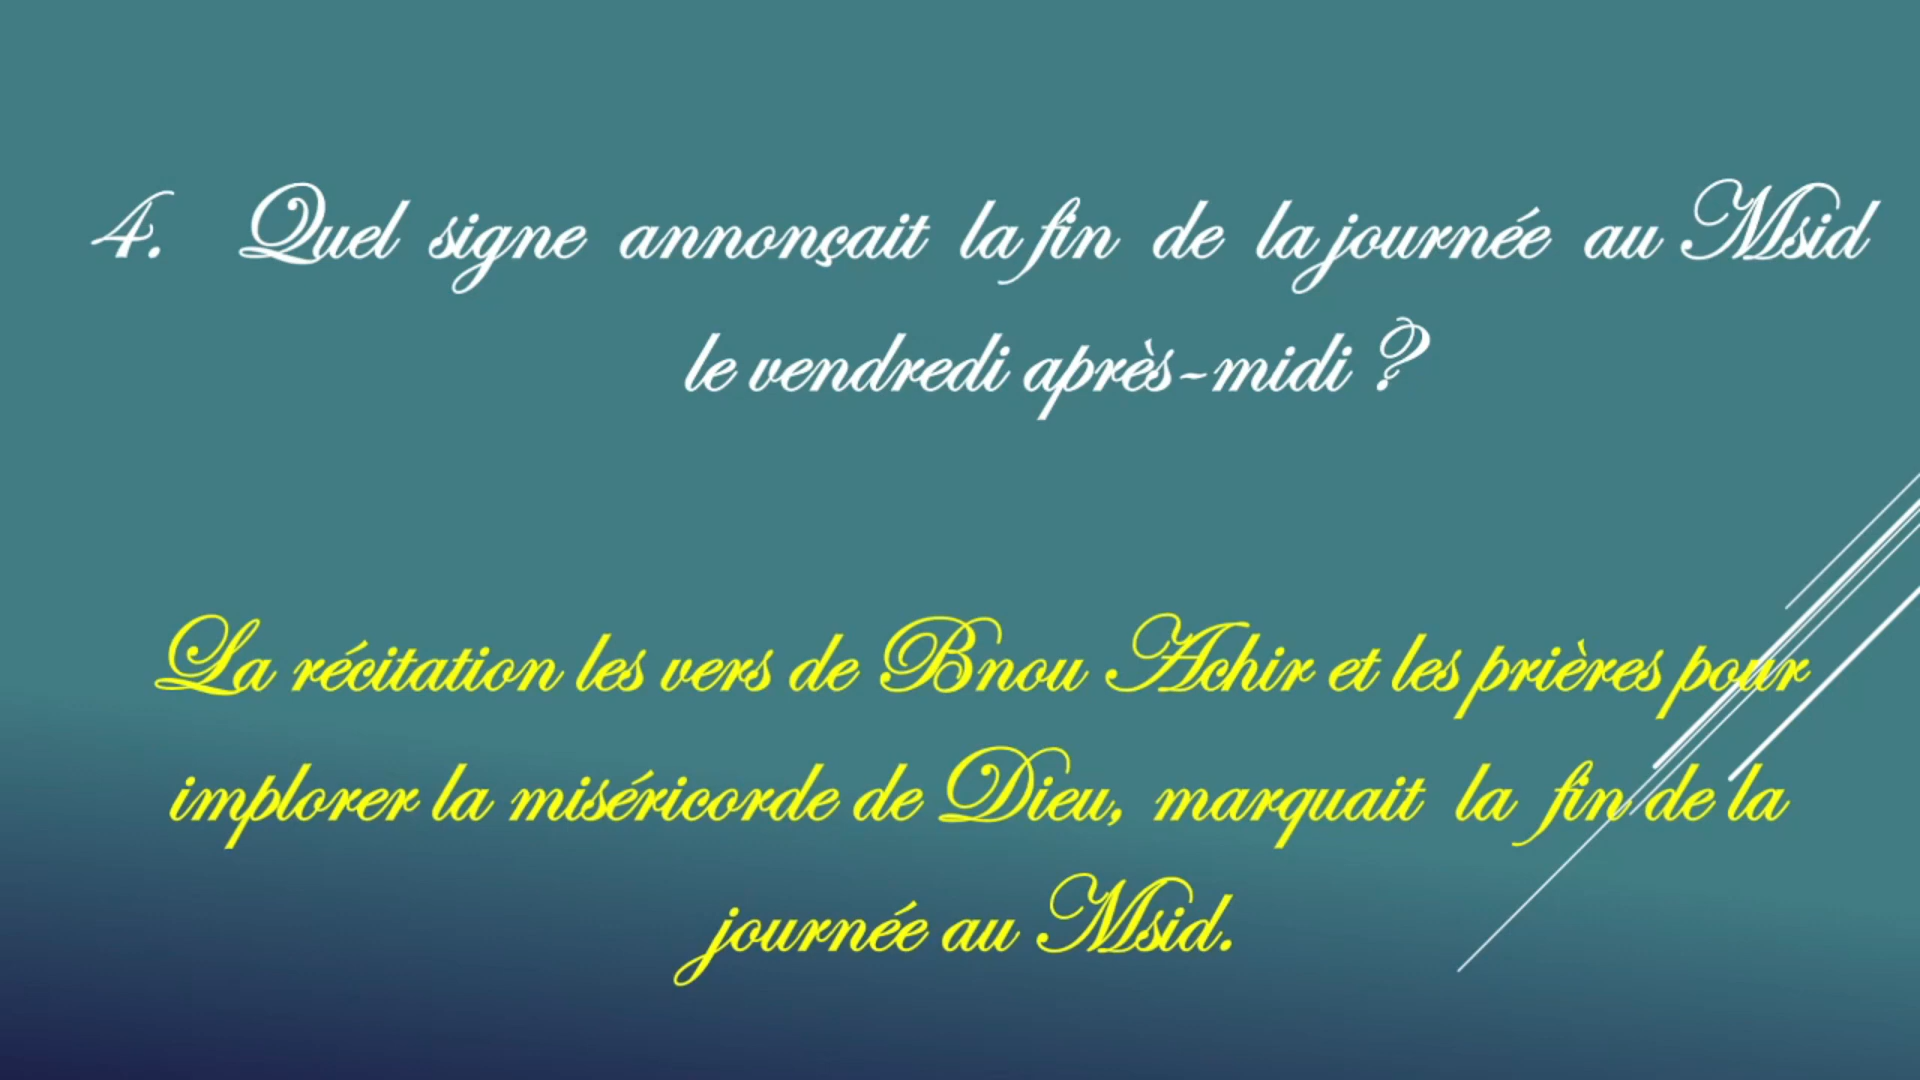 4. Quel signe annonçait la fin de la journée au Msid
le vendredi après-midi ?
La récitation les vers de Bnou Achir et les prières pour
implorer la miséricorde de Dieu, marquait la fin de la
journée au Msid.